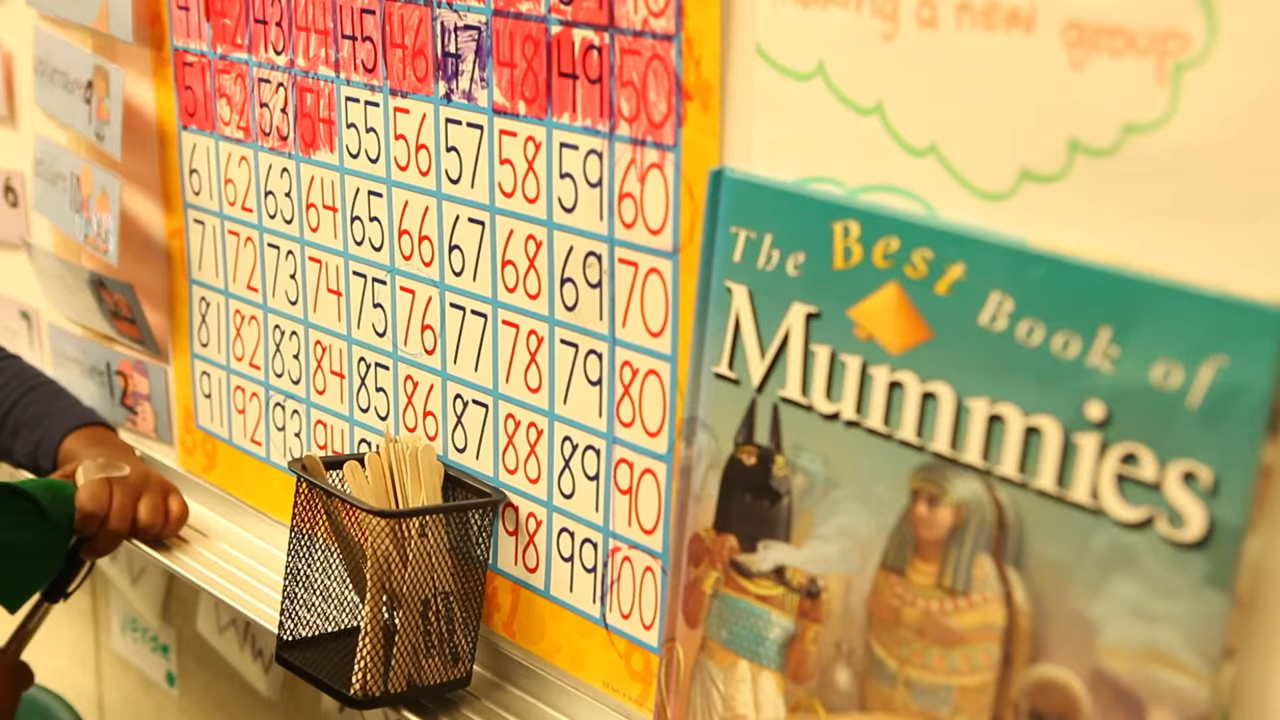 making a new group
41 42 43 44 45 46 47 48 49 50
51 52 53 54 55 56 57 58 59 60
61 62 63 64 65 66 67 68 69 70
71 72 73 74 75 76 77 78 79 80
81 82 83 84 85 86 87 88 89 90
91 92 93 94 98 99 100
The Best Book of
Mummies
6
verse